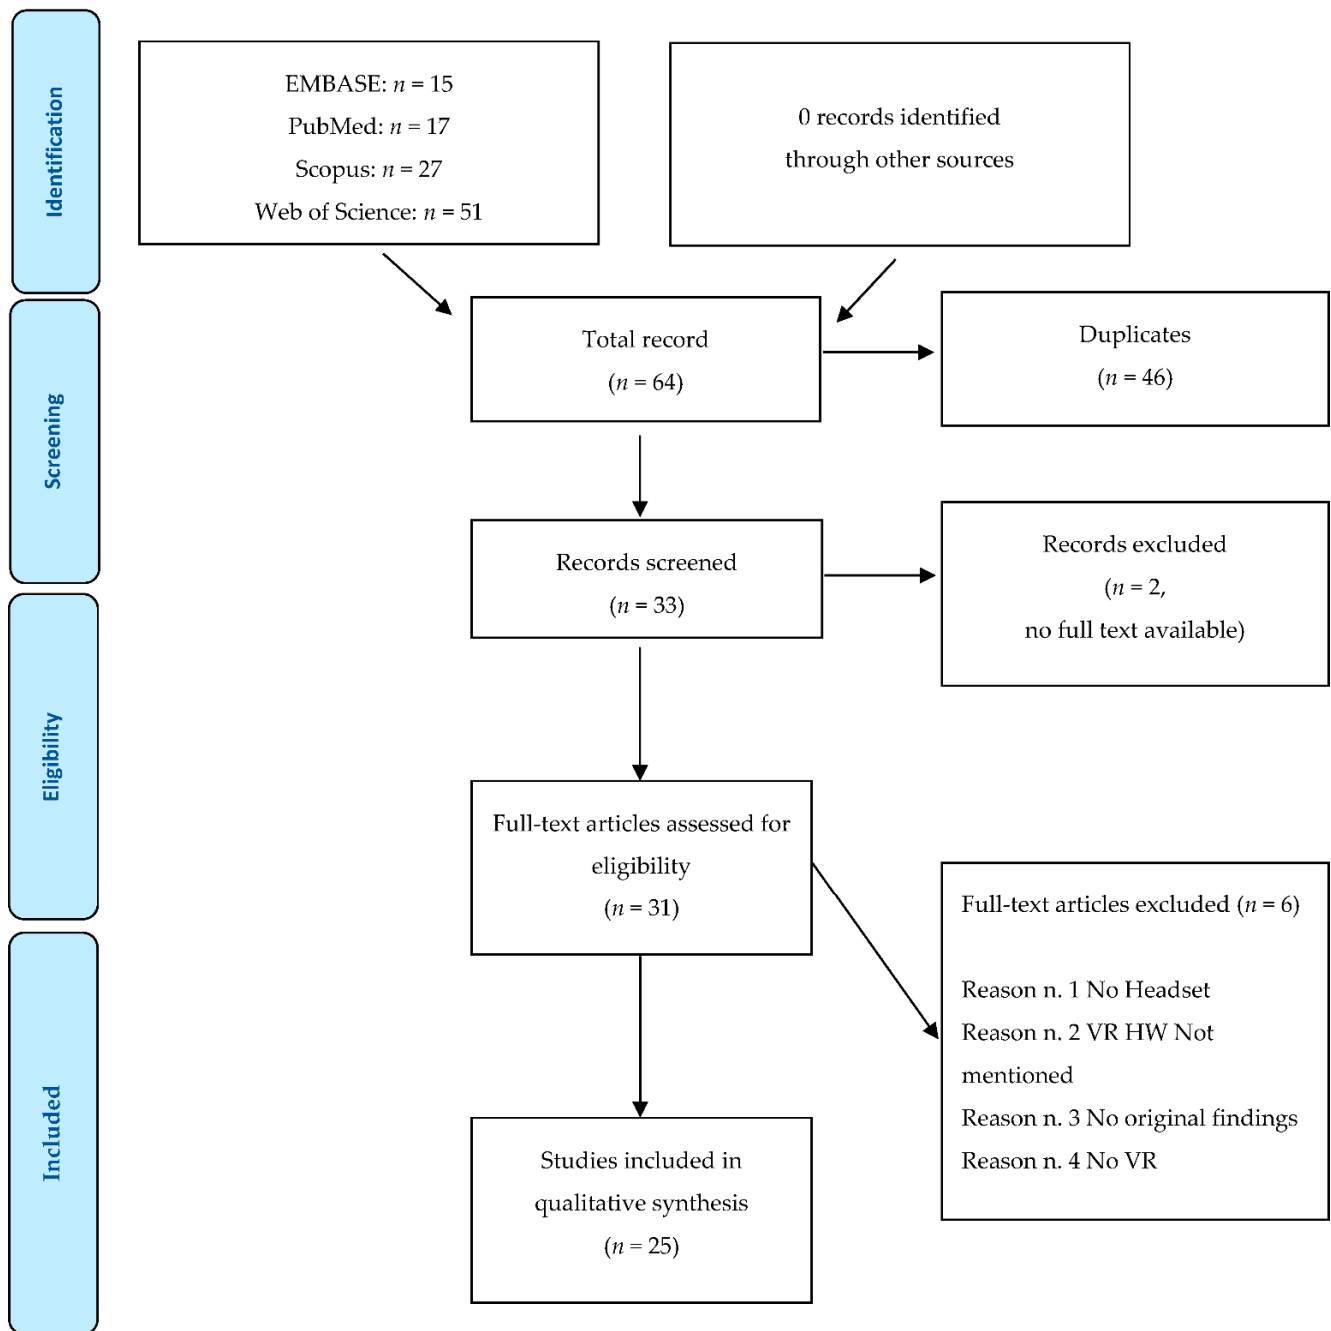 Identification
EMBASE: n = 15
PubMed: n = 17
Scopus: n = 27
Web of Science: n = 51
0 records identified
through other sources
Screening
Total record
(n = 64)
Duplicates
(n = 46)
Records screened
(n = 33)
Records excluded
(n = 2,
no full text available)
Eligibility
Full-text articles assessed for
eligibility
(n = 31)
Full-text articles excluded (n = 6)
Reason n. 1 No Headset
Reason n. 2 VR HW Not
mentioned
Reason n. 3 No original findings
Reason n. 4 No VR
Included
Studies included in
qualitative synthesis
(n = 25)